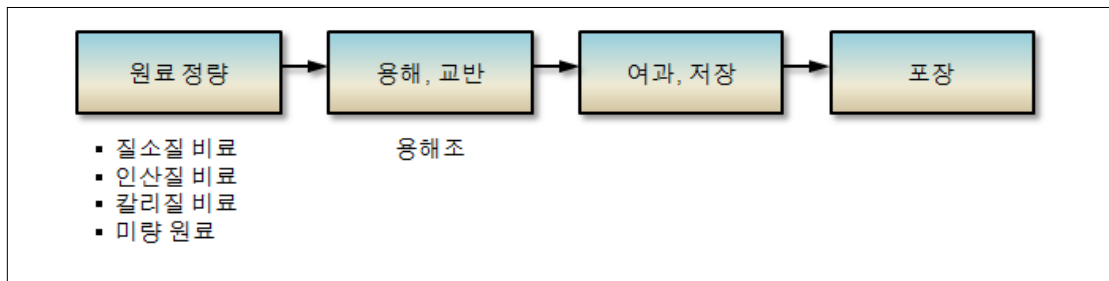 원료 정량
용해, 교반
여과, 저장
포장
▪ 질소질 비료
▪ 인산질 비료
▪ 칼리질 비료
▪ 미량 원료
용해조